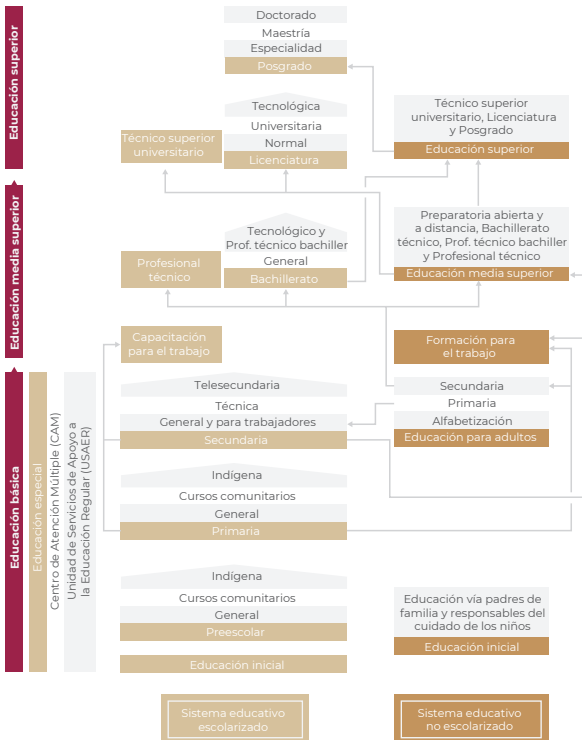 Educación superior
Educación media superior
Educación básica
Educación especial
Centro de Atención Múltiple (CAM)
Unidad de Servicios de Apoyo a
la Educación Regular (USAER)
Doctorado
Maestría
Especialidad
Posgrado
Tecnológica
Universitaria
Normal
Licenciatura
Técnico superior
universitario
Técnico superior
universitario, Licenciatura
y Posgrado
Educación superior
Tecnológico y
Prof. técnico bachiller
General
Bachillerato
Profesional
técnico
Preparatoria abierta y
a distancia, Bachillerato
técnico, Prof. técnico bachiller
y Profesional técnico
Educación media superior
Capacitación
para el trabajo
Formación para
el trabajo
Telesecundaria
Técnica
General y para trabajadores
Secundaria
Secundaria
Primaria
Alfabetización
Educación para adultos
Indígena
Cursos comunitarios
General
Primaria
Indígena
Cursos comunitarios
General
Preescolar
Educación inicial
Educación vía padres de
familia y responsables del
cuidado de los niños
Educación inicial
Sistema educativo
escolarizado
Sistema educativo
no escolarizado